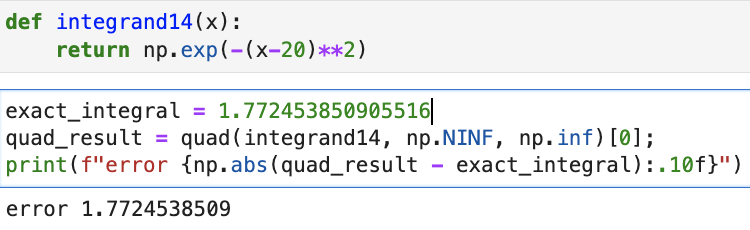 def integrand14(x):
    return np.exp(-(x-20)**2)
exact_integral = 1.772453850905516
quad_result = quad(integrand14, np.NINF, np.inf)[0];
print(f"error {np.abs(quad_result - exact_integral):.10f}")
error 1.7724538509